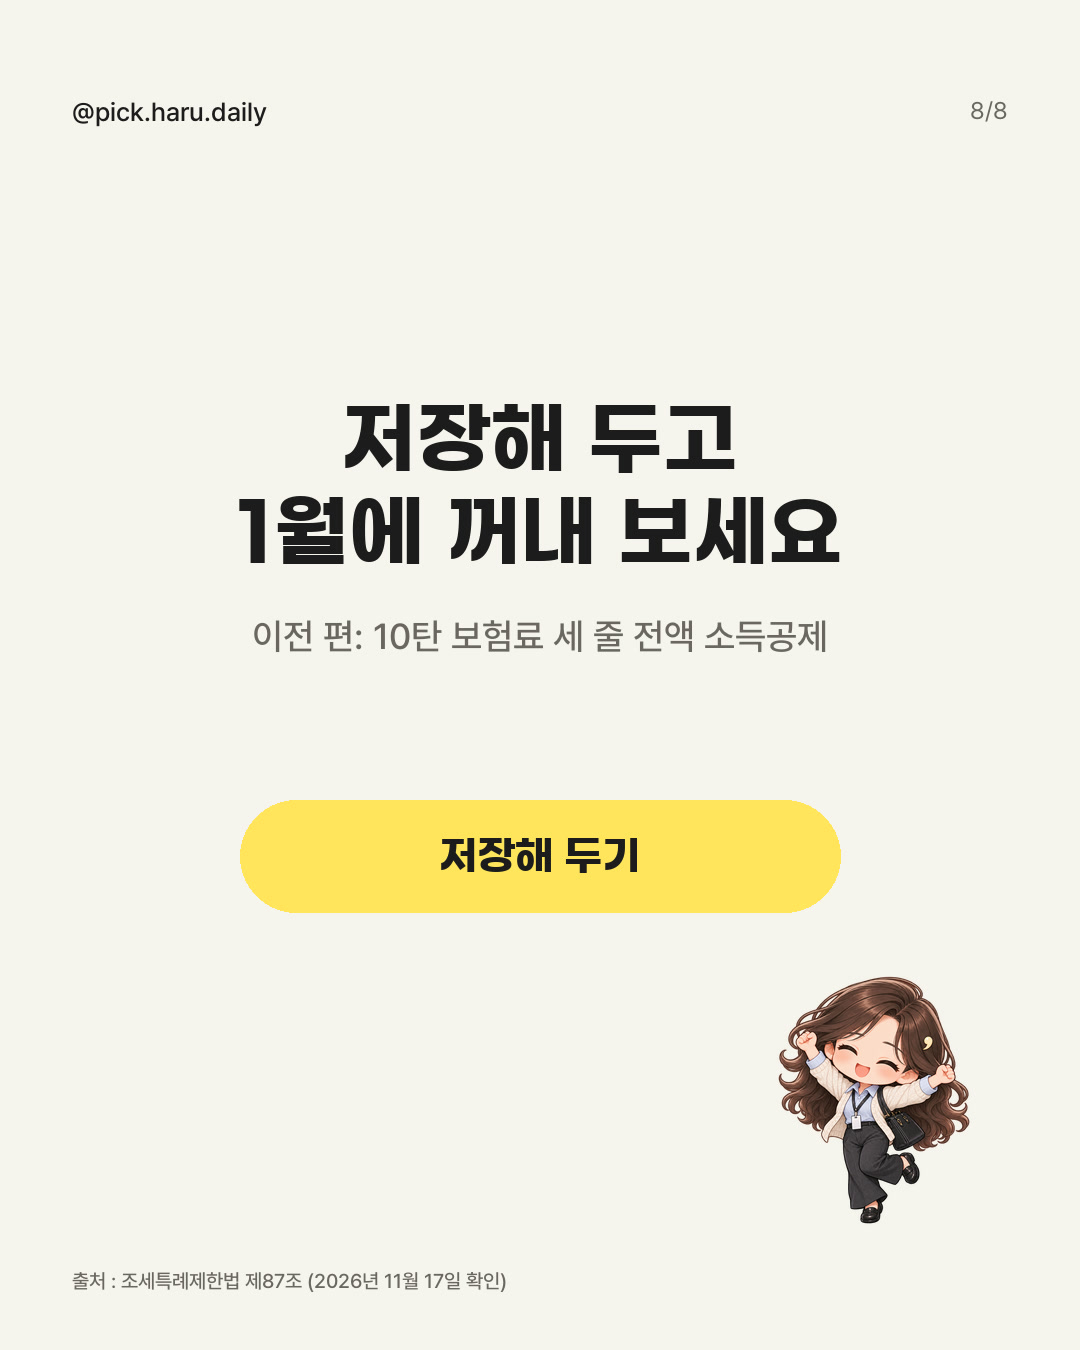 @pick.haru.daily
8/8
저장해 두고
1월에 꺼내 보세요
이전 편: 10탄 보험료 세 줄 전액 소득공제
저장해 두기
출처 : 조세특례제한법 제87조 (2026년 11월 17일 확인)